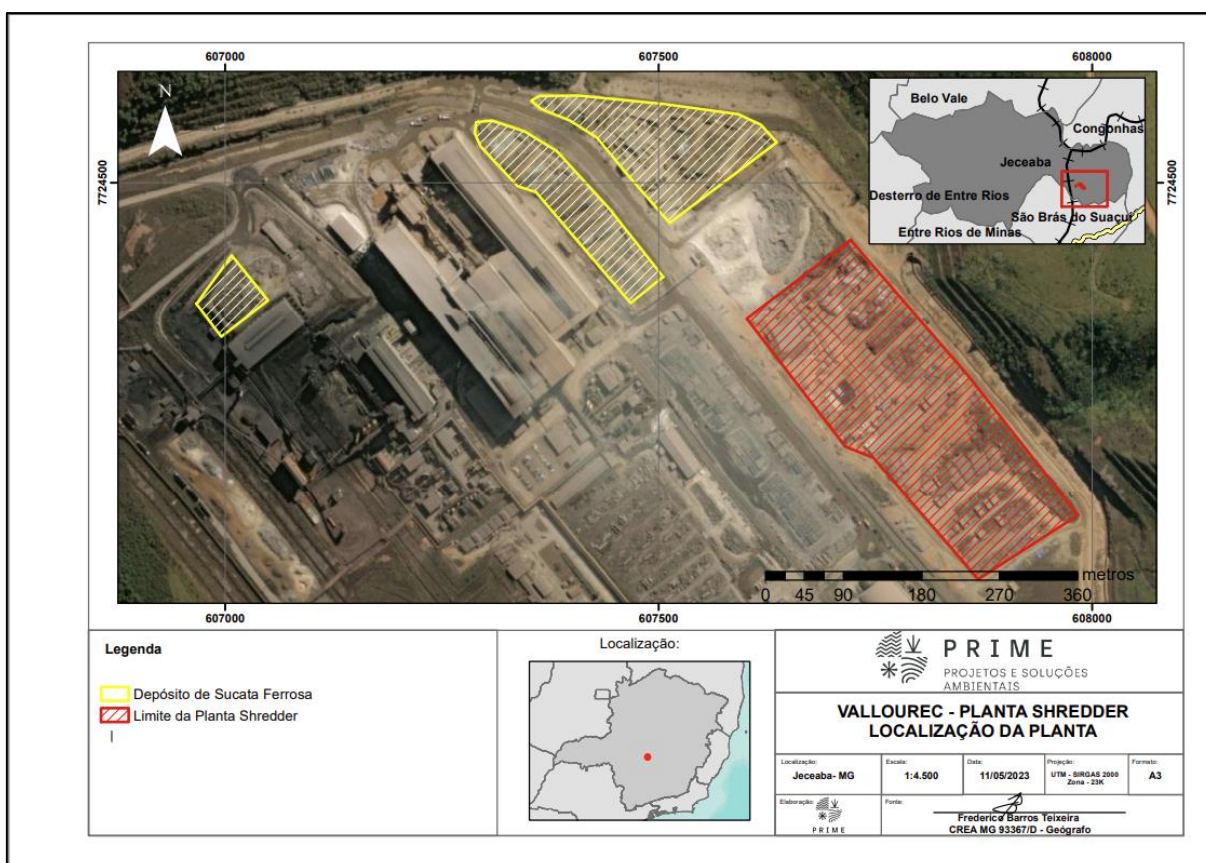 607000
607500
608000
N
7724500
7724500
Belo Vale
Congonhas
Jeceaba
Desterro de Entre Rios
São Brás do Suaçuí
Entre Rios de Minas
metros
0 45 90 180 270 360
607000
607500
608000
Legenda
Depósito de Sucata Ferrosa
Limite da Planta Shredder
Localização:
PRIME
PROJETOS E SOLUÇÕES
AMBIENTAIS
VALLOUREC - PLANTA SHREDDER
LOCALIZAÇÃO DA PLANTA
Localização:
Jeceaba- MG
Escala:
1:4.500
Data:
11/05/2023
Projeção:
UTM - SIRGAS 2000
Zona - 23K
Formato:
A3
Elaboração:
PRIME
Fonte:
Frederico Barros Teixeira
CREA MG 93367/D - Geógrafo